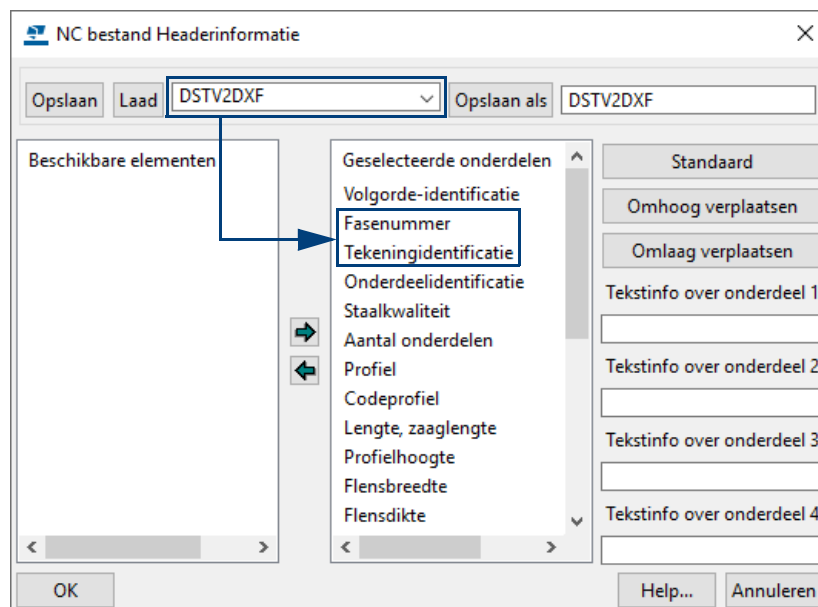 NC bestand Headerinformatie
Opslaan Laad DSTV2DXF Opslaan als DSTV2DXF
Beschikbare elementen
Geselecteerde onderdelen
Volgorde-identificatie
Fasenummer
Tekeningidentificatie
Onderdeelidentificatie
Staalkwaliteit
Aantal onderdelen
Profiel
Codeprofiel
Lengte, zaaglengte
Profielhoogte
Flensbreedte
Flensdikte
Standaard
Omhoog verplaatsen
Omlaag verplaatsen
Tekstinfo over onderdeel 1
Tekstinfo over onderdeel 2
Tekstinfo over onderdeel 3
Tekstinfo over onderdeel 4
OK Help... Annuleren